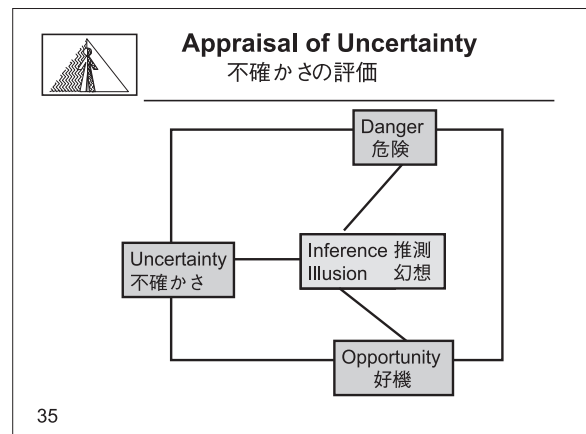 Appraisal of Uncertainty
不確かさの評価
Danger
危険
Uncertainty
不確かさ
Inference 推測
Illusion 幻想
Opportunity
好機
35